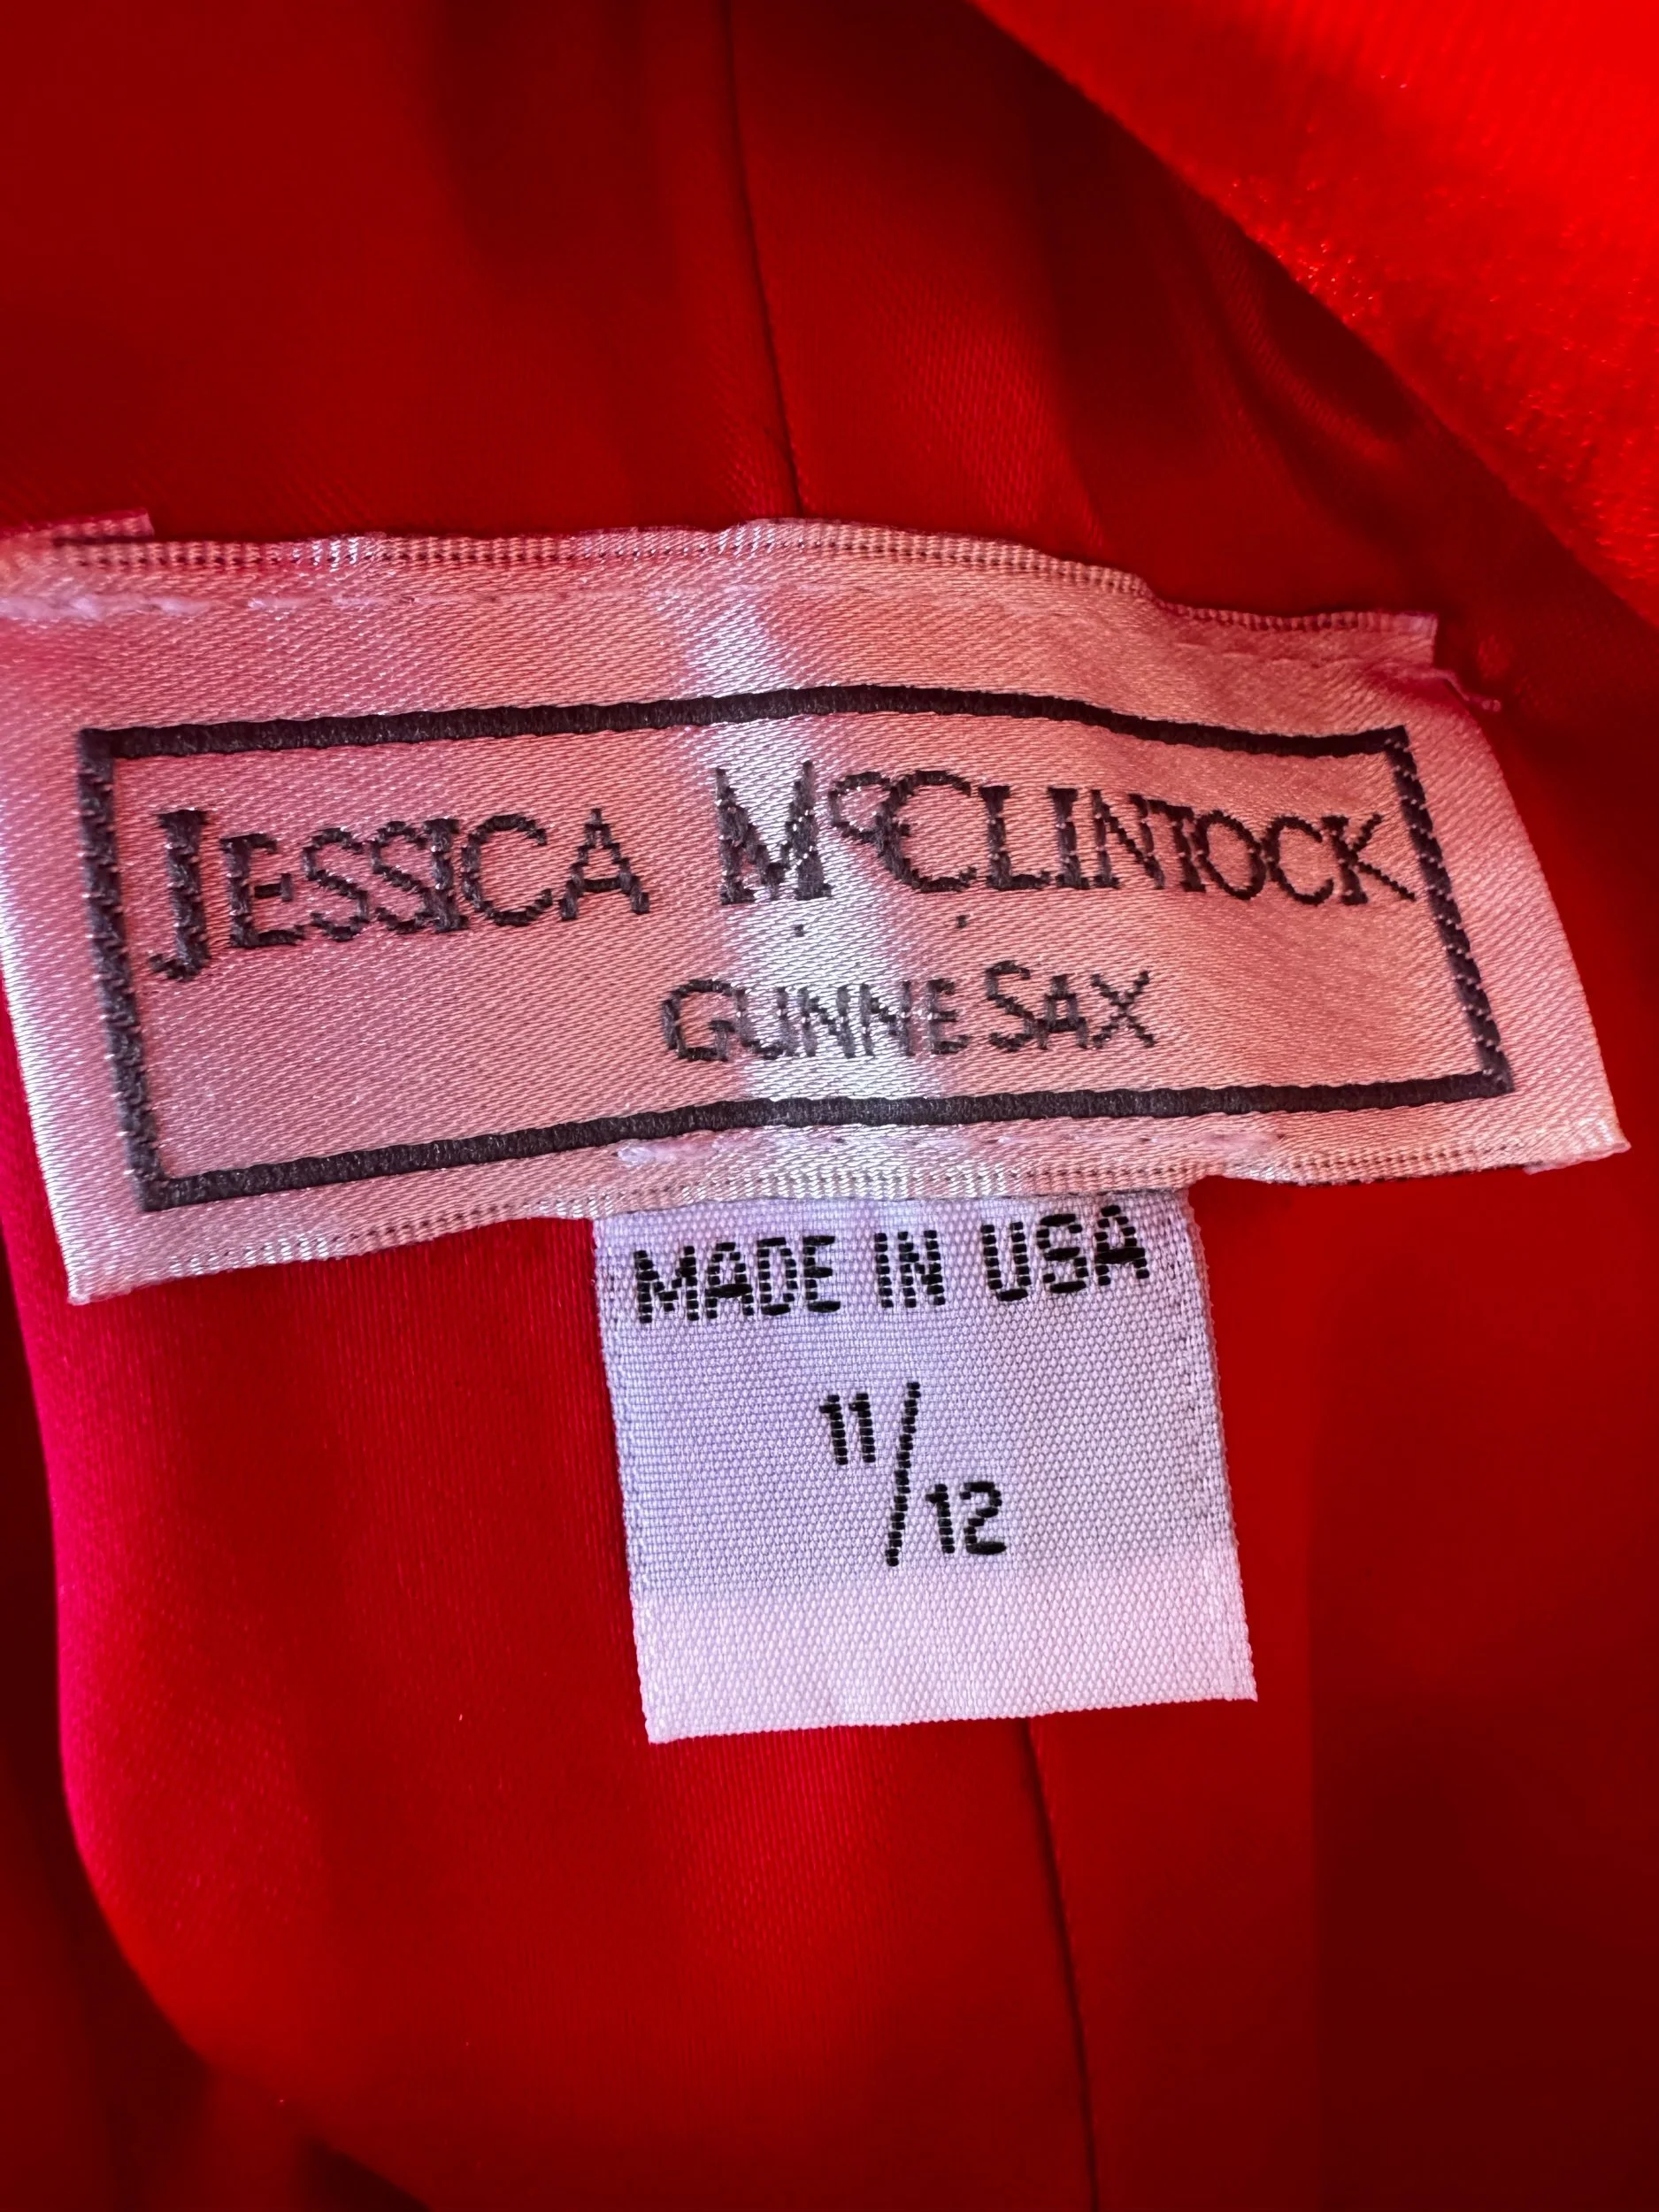 JESSICA McCLINTOCK
GUNNE SAX
MADE IN USA
11/12